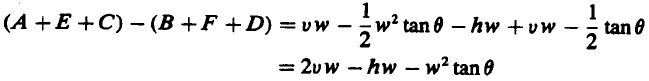 (A + E + C) − (B + F + D) = vw − 1/2 w² tan θ − hw + vw − 1/2 tan θ
= 2vw − hw − w² tan θ